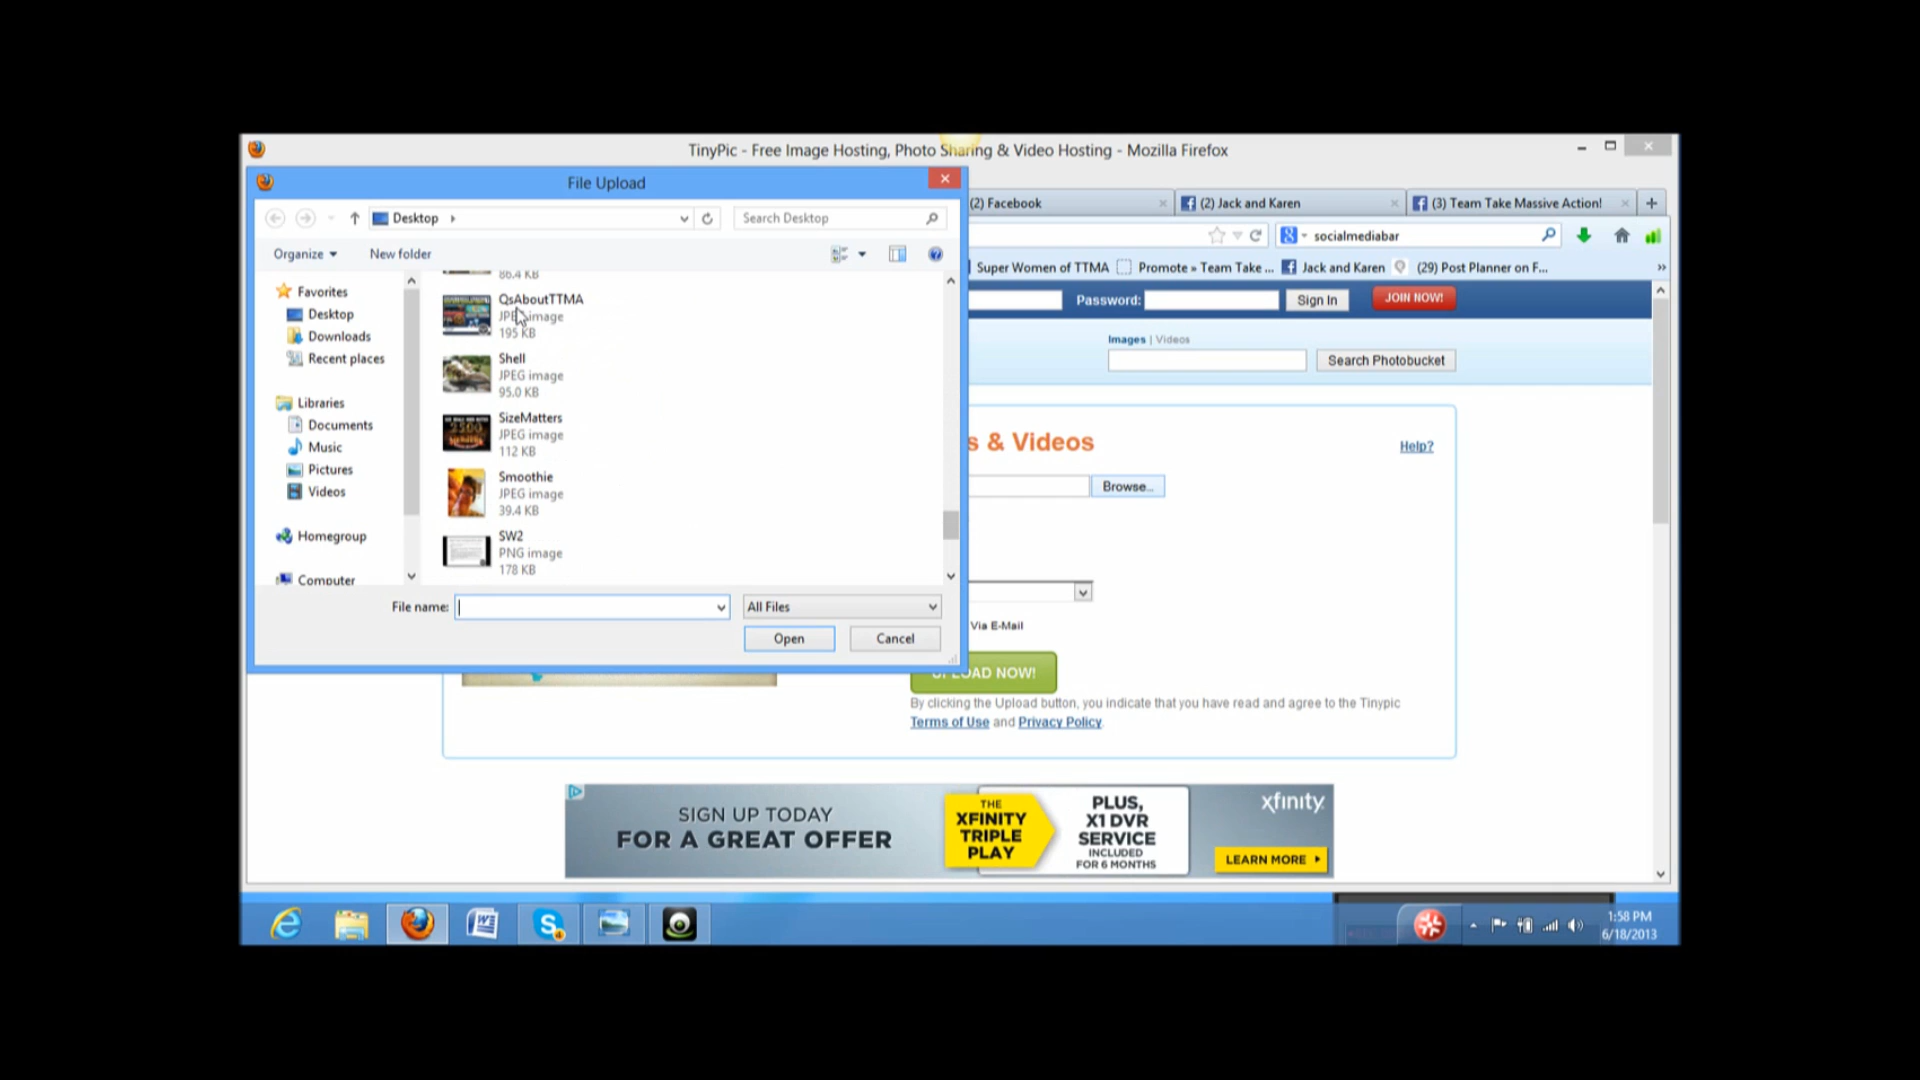 TinyPic - Free Image Hosting, Photo Sharing & Video Hosting - Mozilla Firefox
File Upload
(2) Facebook
(2) Jack and Karen
(3) Team Take Massive Action!
Desktop
Search Desktop
socialmediabar
Organize
New folder
Super Women of TTMA
Promote » Team Take ...
Jack and Karen
(29) Post Planner on F...
»
Favorites
Desktop
Downloads
Recent places
Libraries
Documents
Music
Pictures
Videos
Homegroup
Computer
86.4 KB
QsAboutTTMA
JPEG image
195 KB
Shell
JPEG image
95.0 KB
SizeMatters
JPEG image
112 KB
Smoothie
JPEG image
39.4 KB
SW2
PNG image
178 KB
File name:
All Files
Open
Cancel
Password:
Sign In
JOIN NOW!
Images | Videos
Search Photobucket
s & Videos
Help?
Browse...
Via E-Mail
UPLOAD NOW!
By clicking the Upload button, you indicate that you have read and agree to the Tinypic
Terms of Use and Privacy Policy
SIGN UP TODAY
FOR A GREAT OFFER
THE
XFINITY
TRIPLE
PLAY
PLUS,
X1 DVR
SERVICE
INCLUDED
FOR 6 MONTHS
xfinity
LEARN MORE
1:58 PM
6/18/2013